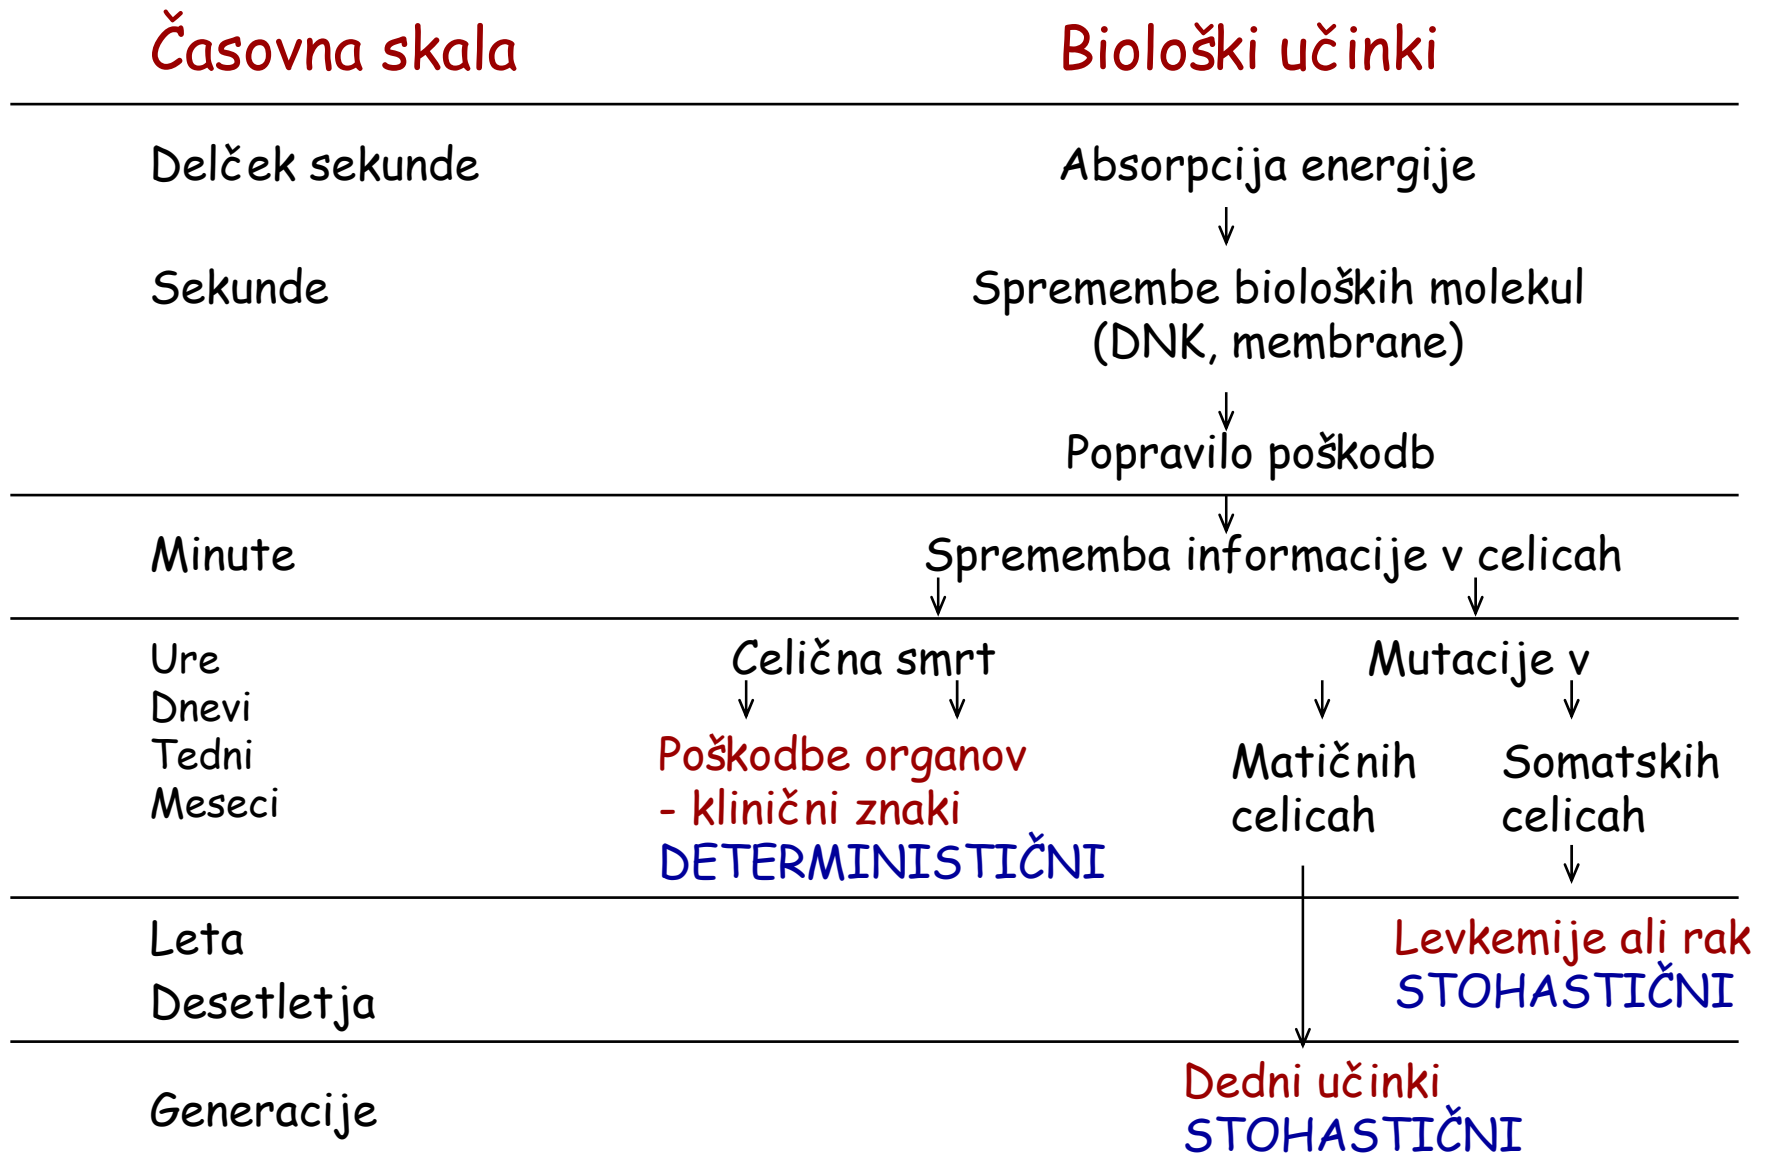 Časovna skala
Biološki učinki
Delček sekunde
Absorpcija energije
Sekunde
Spremembe bioloških molekul
(DNK, membrane)
Popravilo poškodb
Minute
Sprememba informacije v celicah
Ure
Dnevi
Tedni
Meseci
Celična smrt
Poškodbe organov
- klinični znaki
DETERMINISTIČNI
Mutacije v
Matičnih
celicah
Somatskih
celicah
Leta
Desetletja
Levkemije ali rak
STOHASTIČNI
Generacije
Dedni učinki
STOHASTIČNI